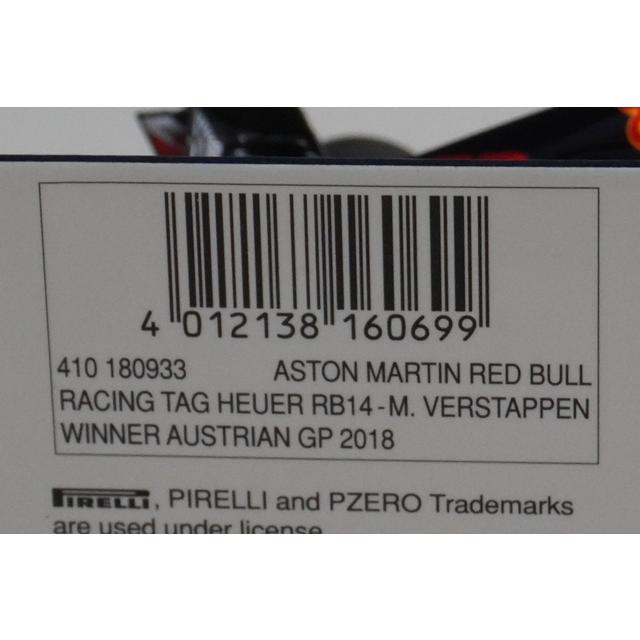 4 012138 160699
410 180933 ASTON MARTIN RED BULL
RACING TAG HEUER RB14-M. VERSTAPPEN
WINNER AUSTRIAN GP 2018
PIRELLI, PIRELLI and PZERO Trademarks
are used under license